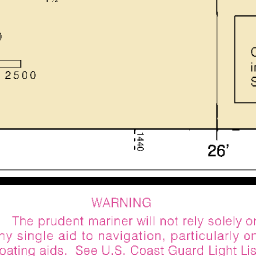 2500
1440
26'
WARNING
The prudent mariner will not rely solely on
any single aid to navigation, particularly on
floating aids. See U.S. Coast Guard Light List